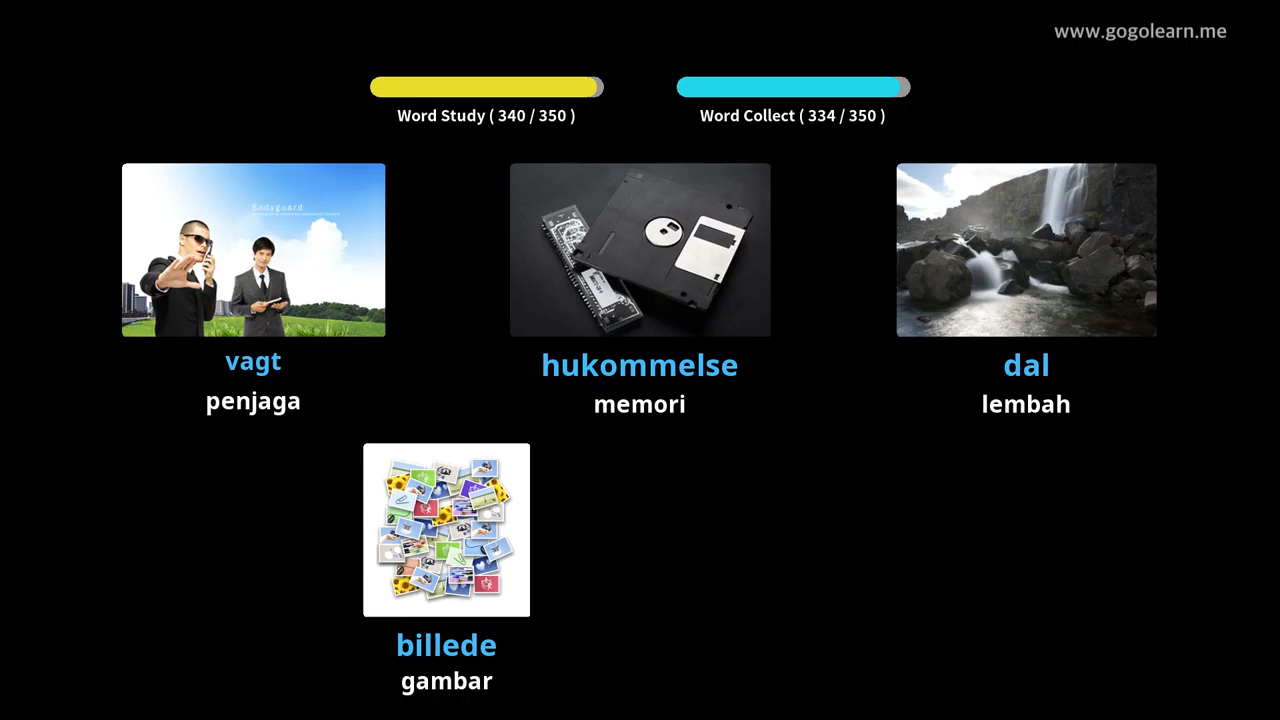 www.gogolearn.me
Word Study ( 340 / 350 )
Word Collect ( 334 / 350 )
Bodyguard
vagt
penjaga
hukommelse
memori
dal
lembah
billede
gambar